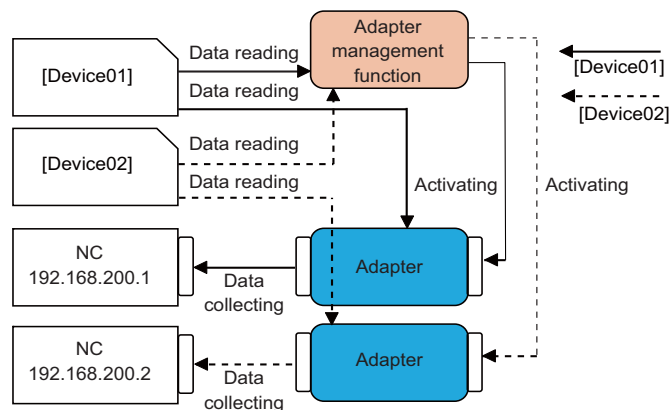 Data reading
Adapter
management
function
[Device01]
[Device01]
Data reading
[Device02]
Data reading
[Device02]
Data reading
Activating
Activating
NC
192.168.200.1
Data
collecting
Adapter
NC
192.168.200.2
Data
collecting
Adapter